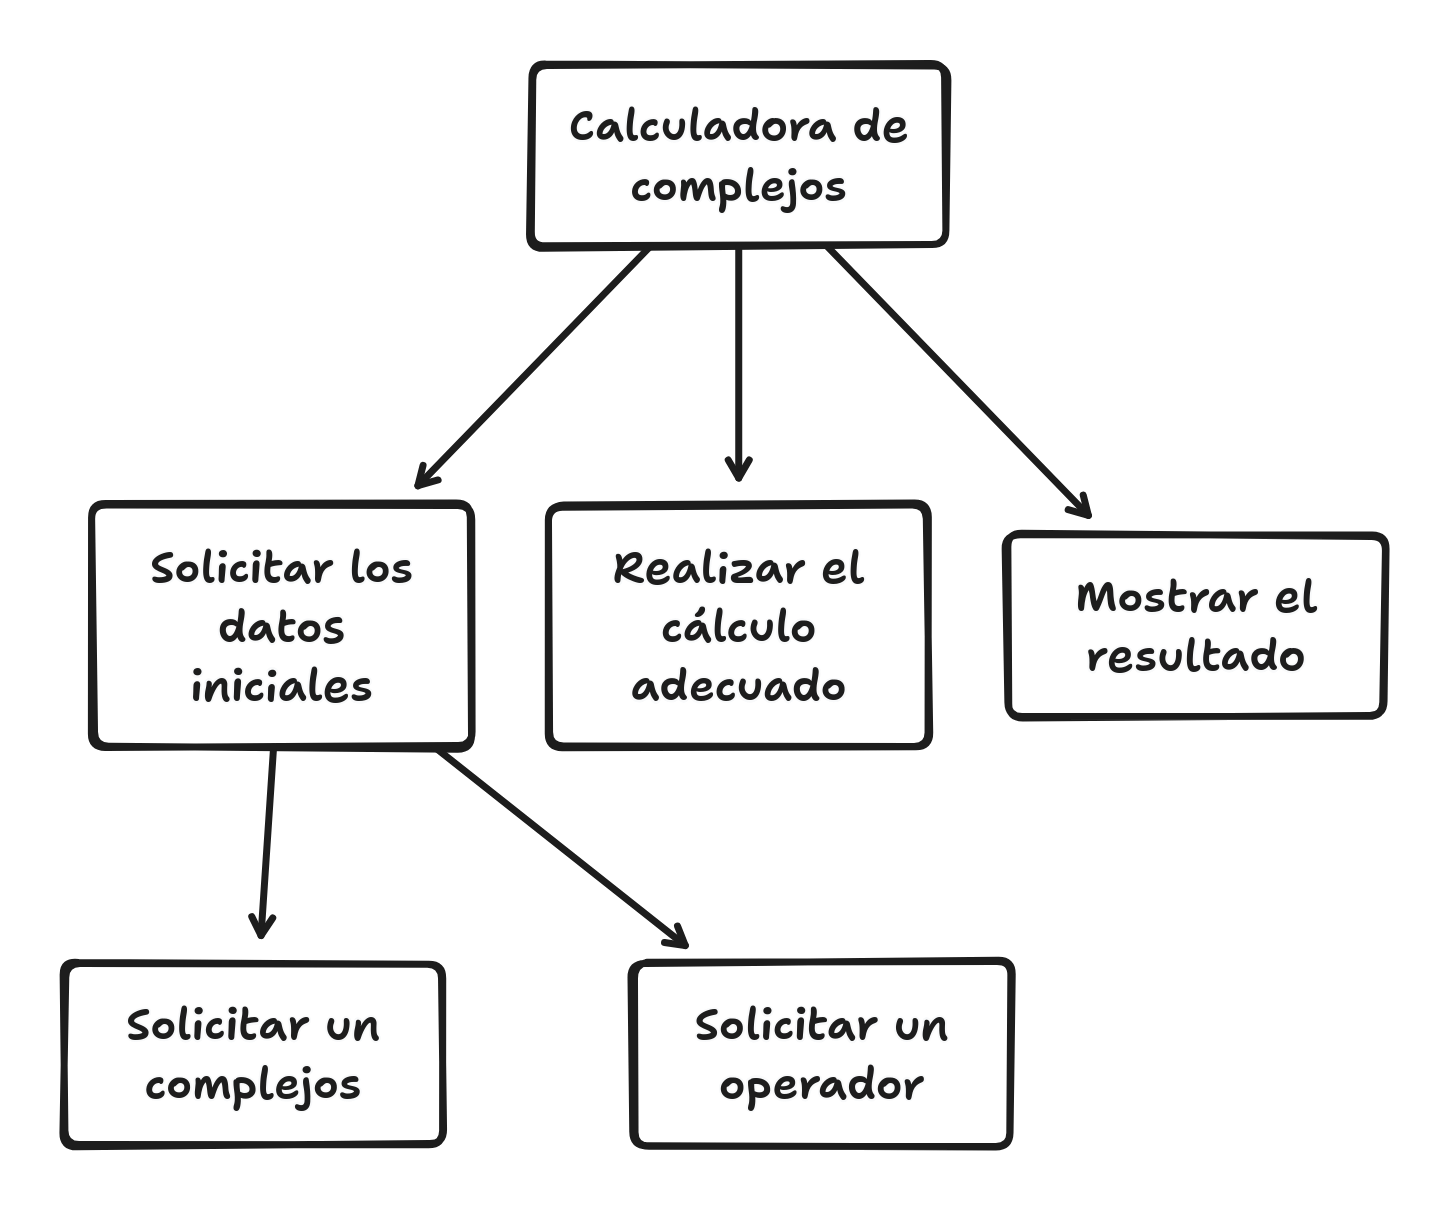 Calculadora de
complejos
Solicitar los
datos
iniciales
Realizar el
cálculo
adecuado
Mostrar el
resultado
Solicitar un
complejos
Solicitar un
operador